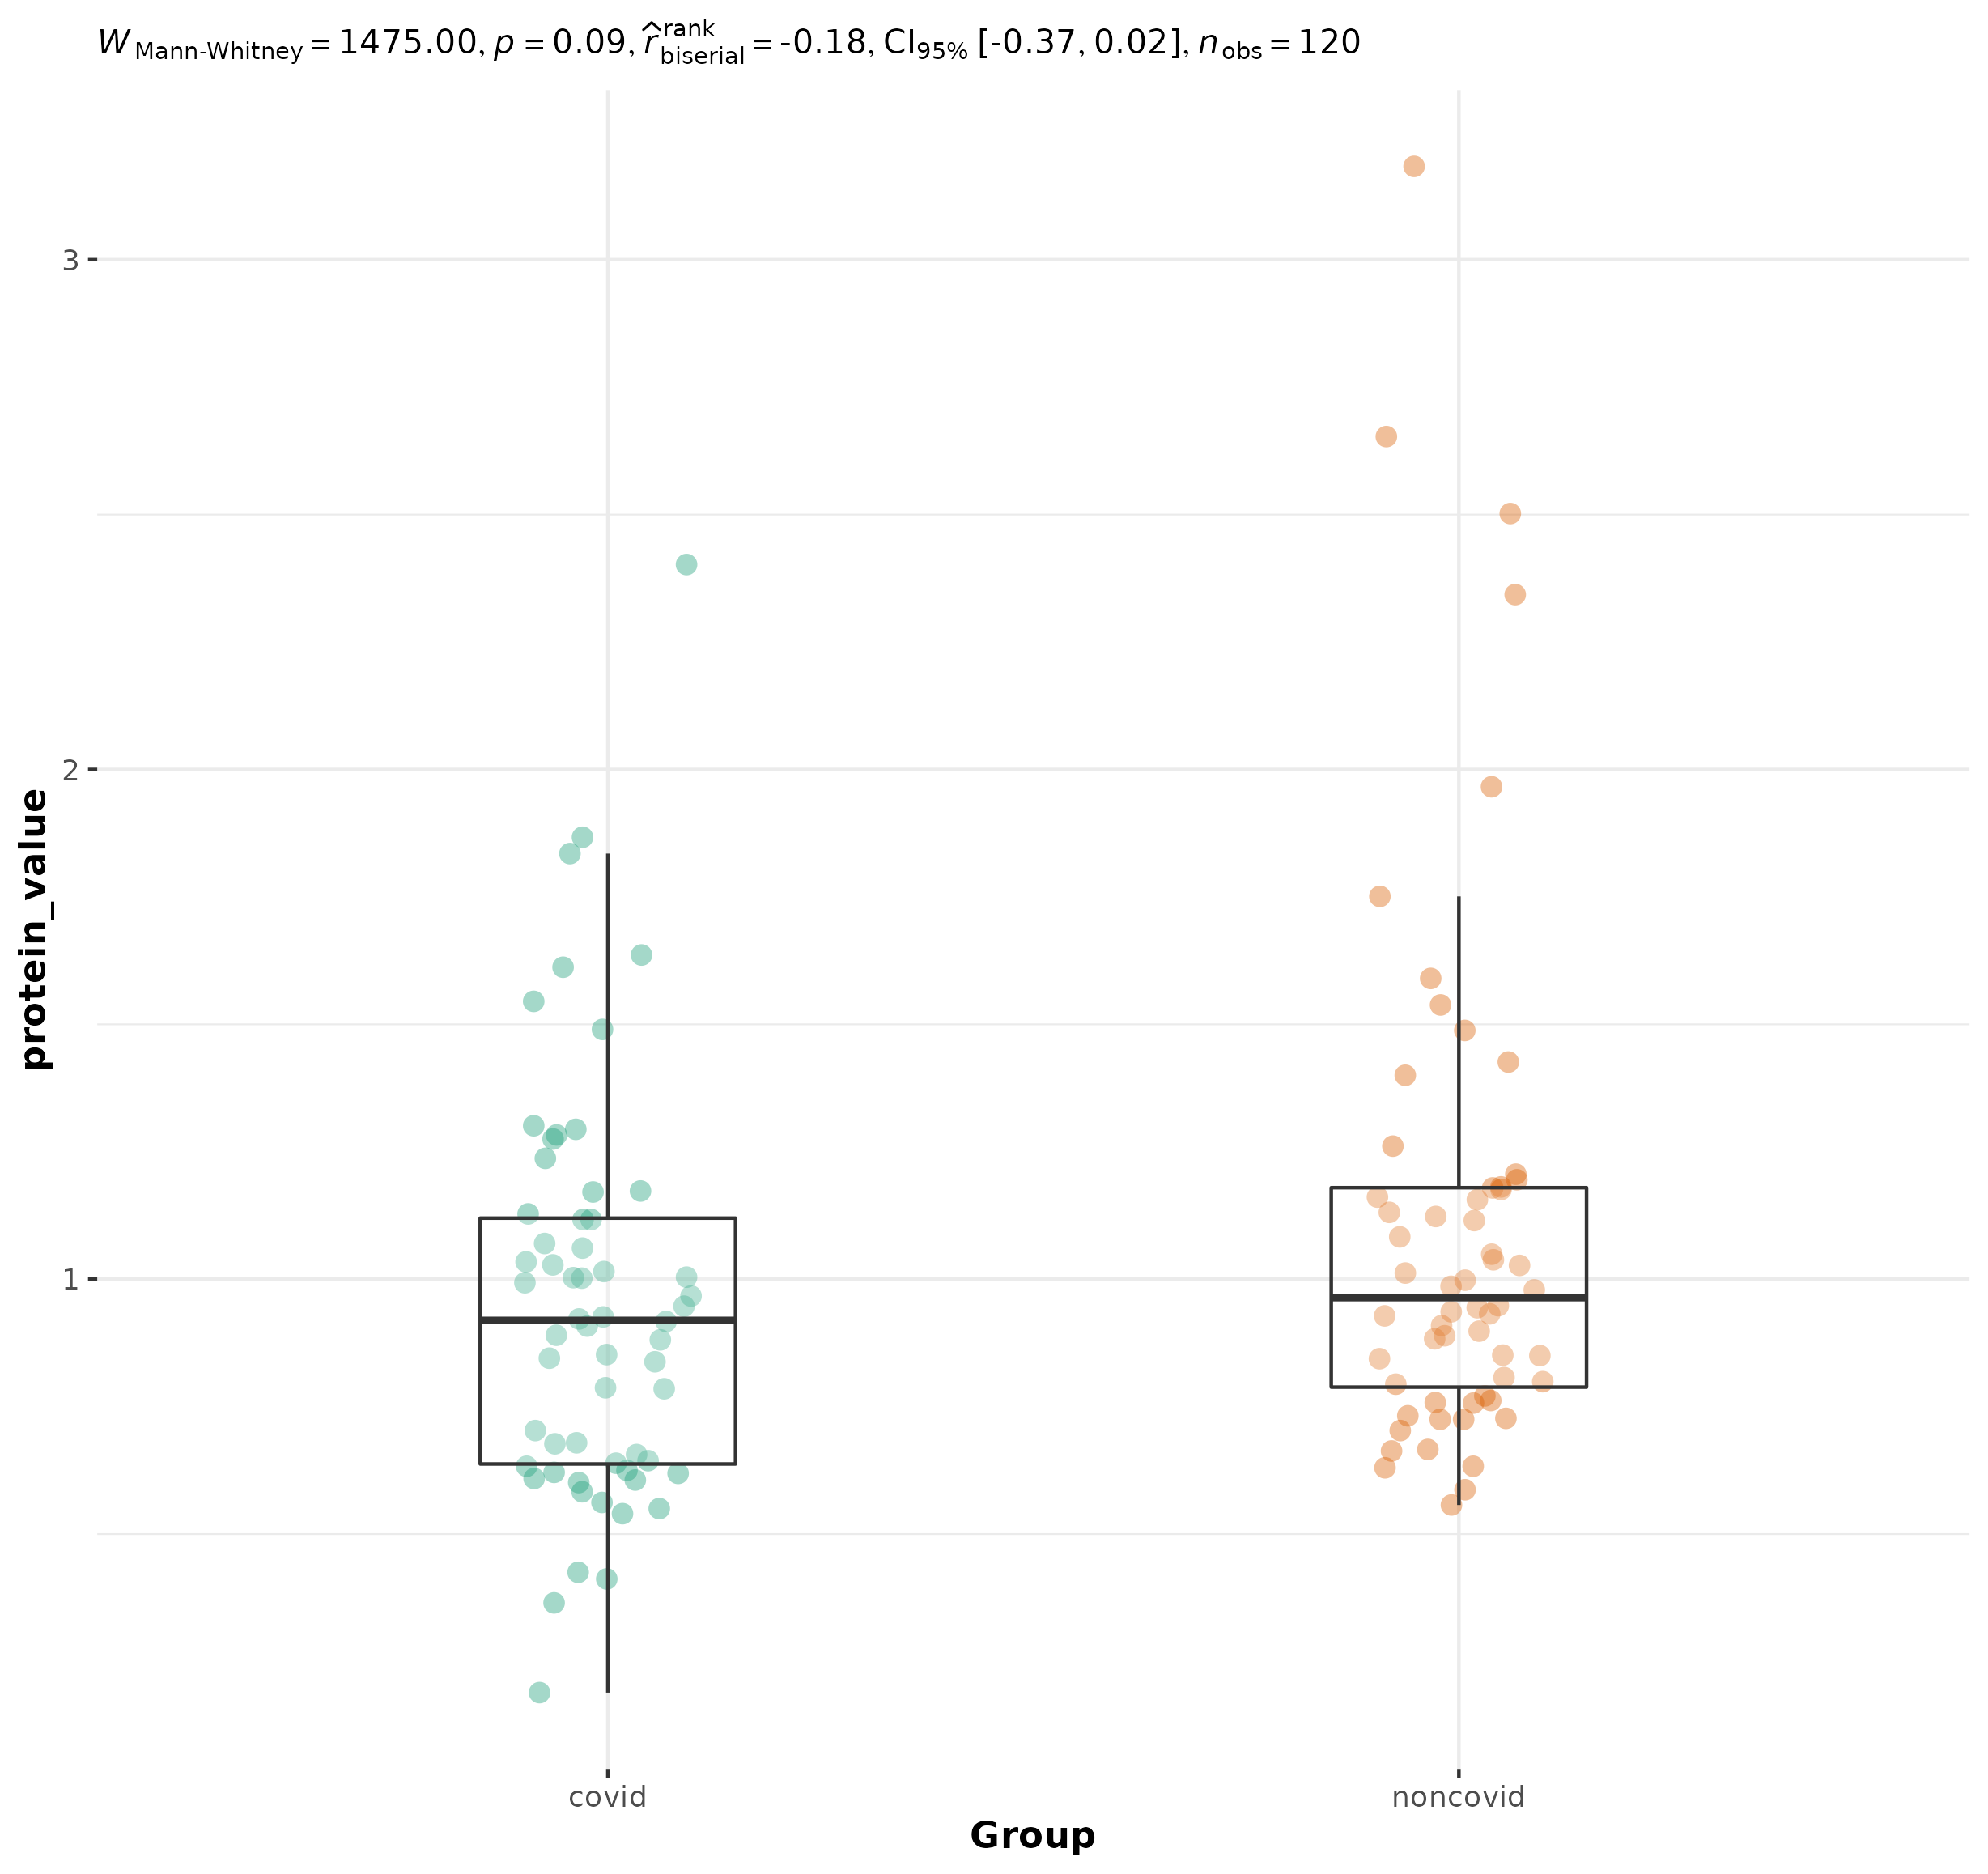 W Mann-Whitney = 1475.00, p = 0.09, r̂ rank biserial = -0.18, CI95% [-0.37, 0.02], nobs = 120
protein_value
3
2
1
covid noncovid
Group